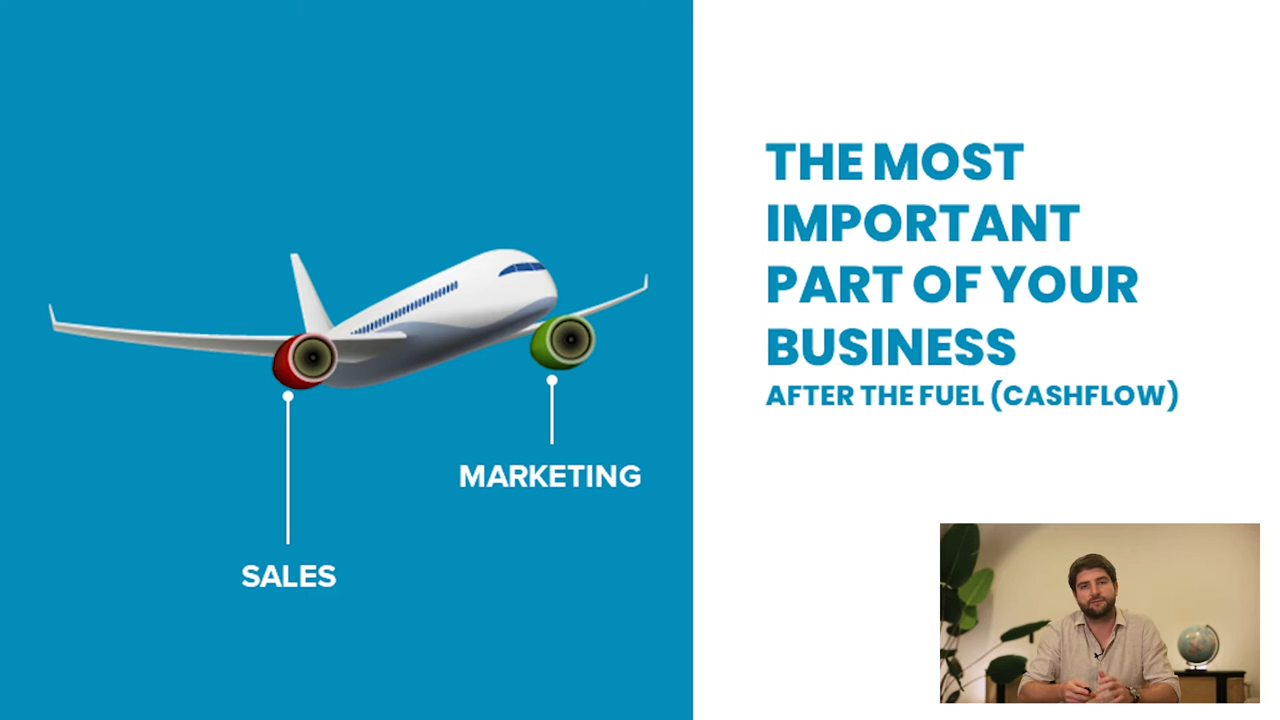 THE MOST
IMPORTANT
PART OF YOUR
BUSINESS
AFTER THE FUEL (CASHFLOW)
MARKETING
SALES